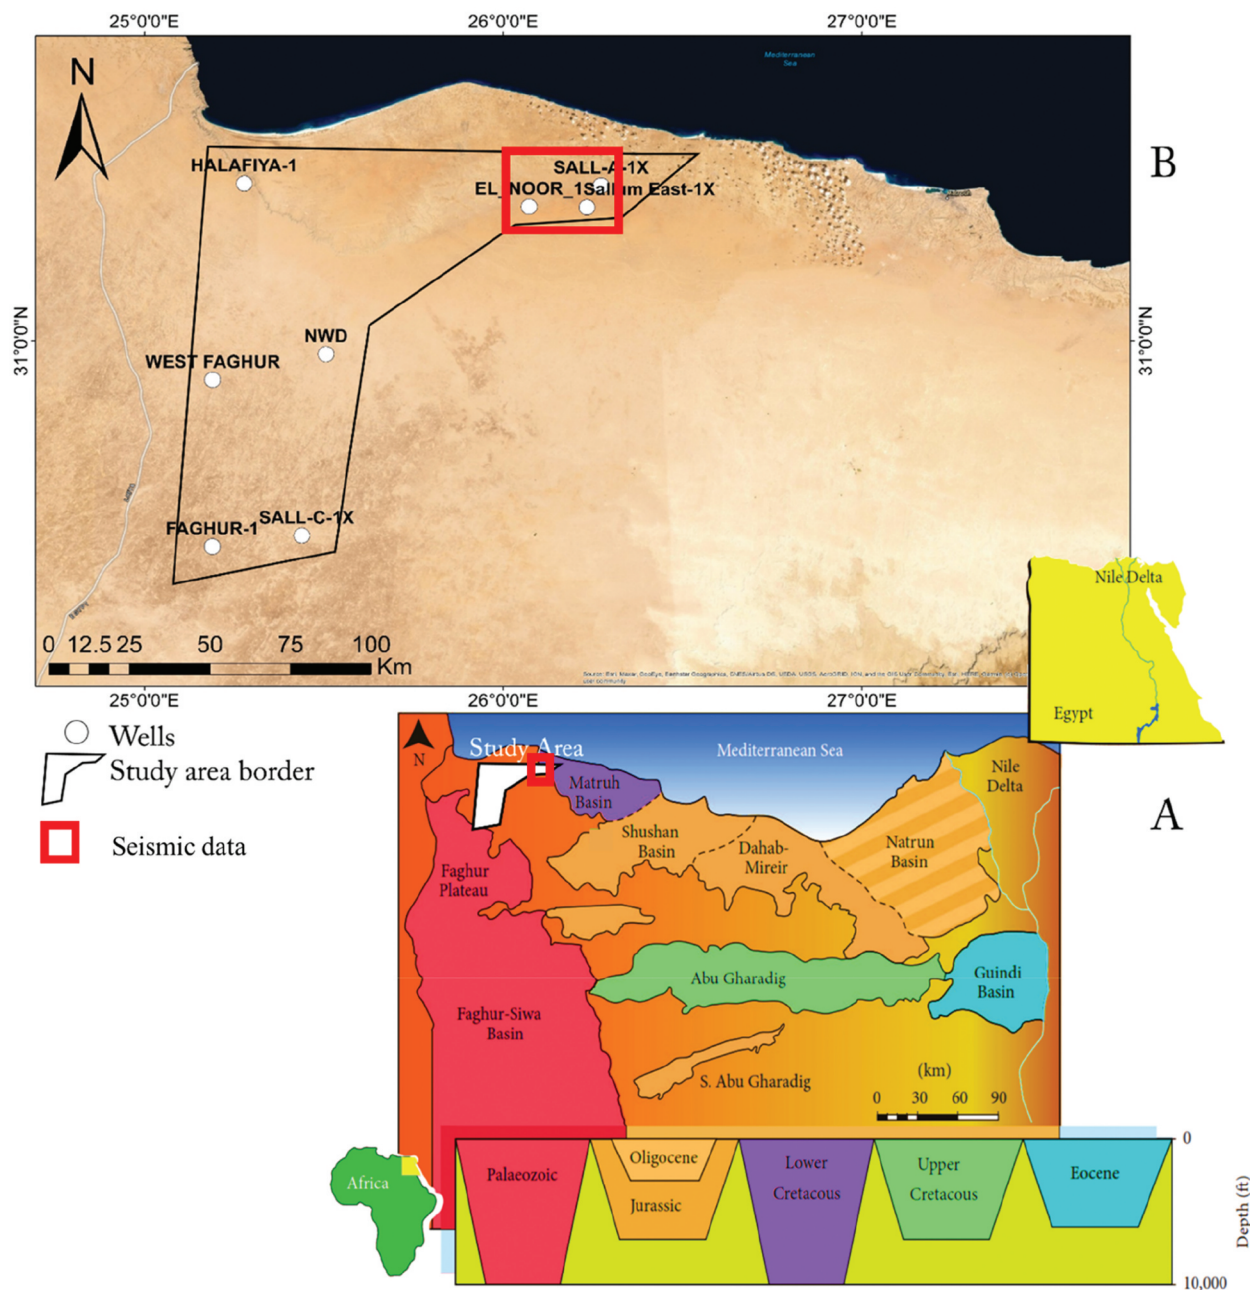 25°0'0"E
26°0'0"E
27°0'0"E
Mediterranean
Sea
N
B
HALAFIYA-1
SALL-A-1X
EL_NOOR_1
Sallum East-1X
31°0'0"N
31°0'0"N
NWD
WEST FAGHUR
FAGHUR-1
SALL-C-1X
0 12.5 25 50 75 100
Km
25°0'0"E
26°0'0"E
27°0'0"E
Nile Delta
Egypt
Wells
Study area border
Seismic data
N
Study Area
Mediterranean Sea
Nile
Delta
A
Matruh
Basin
Shushan
Basin
Dahab-
Mireir
Natrun
Basin
Faghur
Plateau
Abu Gharadig
Guindi
Basin
Faghur-Siwa
Basin
S. Abu Gharadig
(km)
0 30 60 90
Africa
Palaeozoic
Oligocene
Jurassic
Lower
Cretacous
Upper
Cretacous
Eocene
0
10,000
Depth (ft)